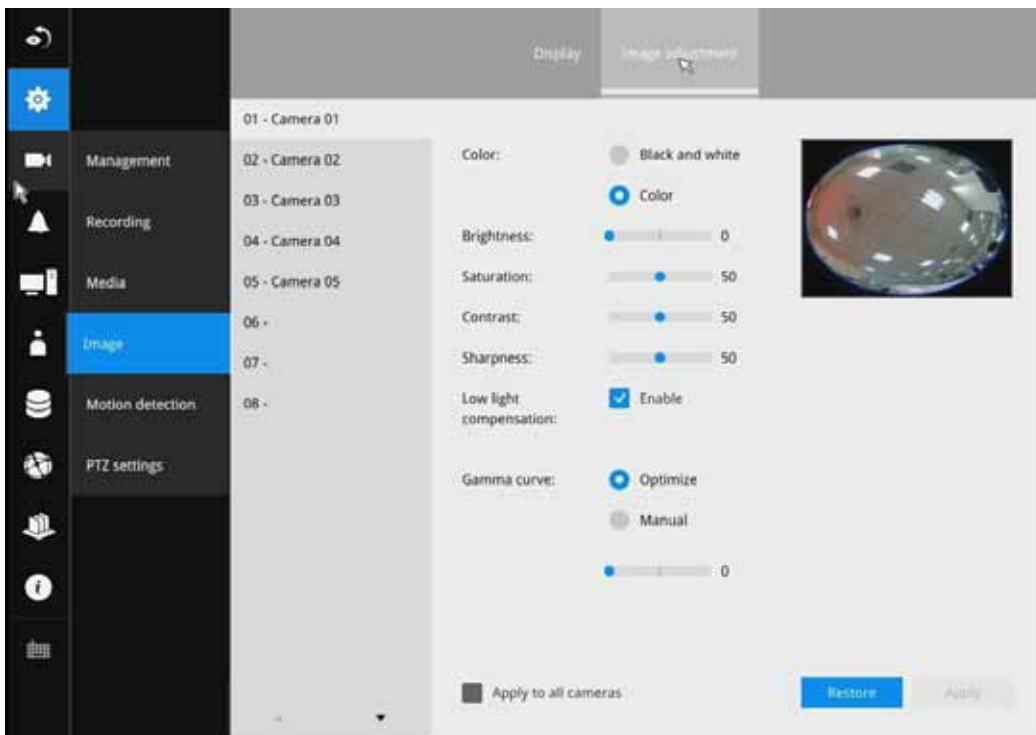 Display
Image adjustment
01 - Camera 01
Management
02 - Camera 02
Color:
Black and white
03 - Camera 03
Color
Recording
04 - Camera 04
Brightness:
0
Media
05 - Camera 05
Saturation:
50
06 -
Contrast:
50
Image
07 -
Sharpness:
50
Motion detection
08 -
Low light
compensation:
Enable
PTZ settings
Gamma curve:
Optimize
Manual
0
Apply to all cameras
Restore
Apply